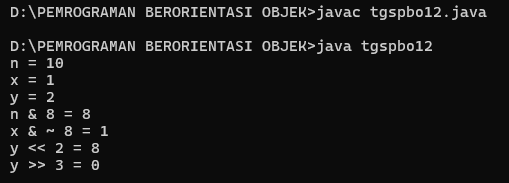 D:\PEMROGRAMAN BERORIENTASI OBJEK>javac tgspbo12.java
D:\PEMROGRAMAN BERORIENTASI OBJEK>java tgspbo12
n = 10
x = 1
y = 2
n & 8 = 8
x & ~ 8 = 1
y << 2 = 8
y >> 3 = 0